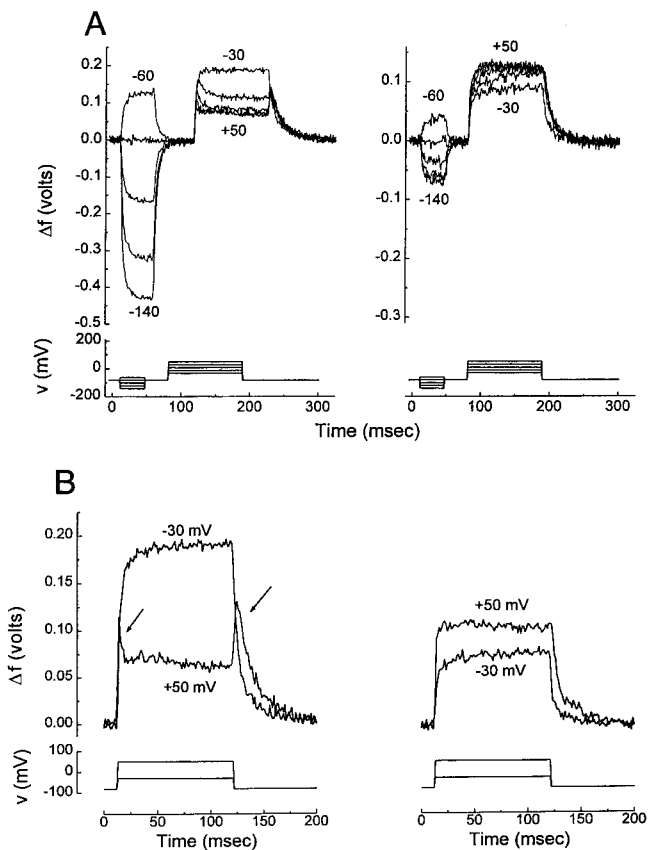 A
Δf (volts)
0.2
0.1
0.0
-0.1
-0.2
-0.3
-0.4
-0.5
-60
-30
+50
-140
v (mV)
200
0
-200
0 100 200 300
0.1
0.0
-0.1
-0.2
-0.3
+50
-60
-30
-140
0 100 200 300
Time (msec)
B
Δf (volts)
0.20
0.15
0.10
0.05
0.00
-30 mV
+50 mV
v (mV)
100
0
-100
0 50 100 150 200
Time (msec)
+50 mV
-30 mV
0 50 100 150 200
Time (msec)